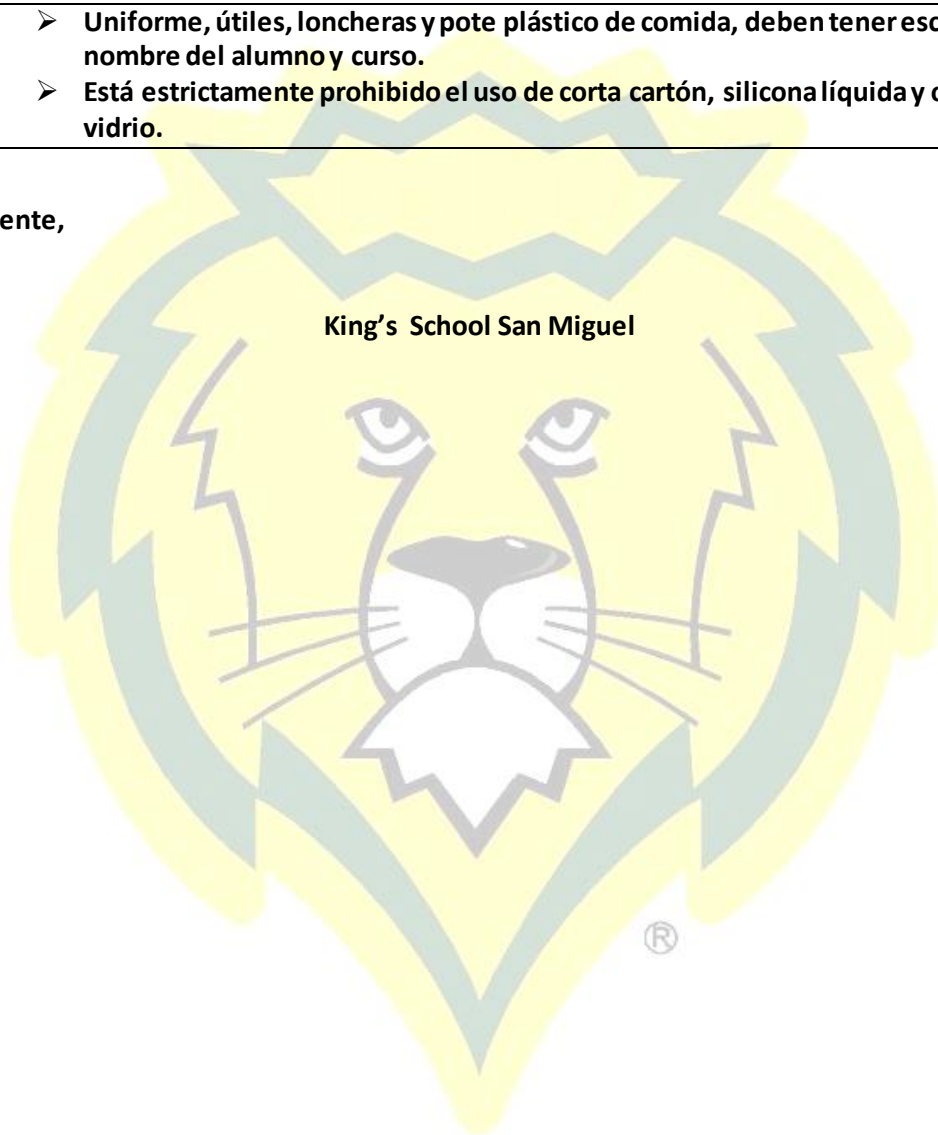 ➢ Uniforme, útiles, loncheras y pote plástico de comida, deben tener
nombre del alumno y curso.
➢ Está estrictamente prohibido el uso de corta cartón, silicona líquida y
vidrio.
King's School San Miguel
®